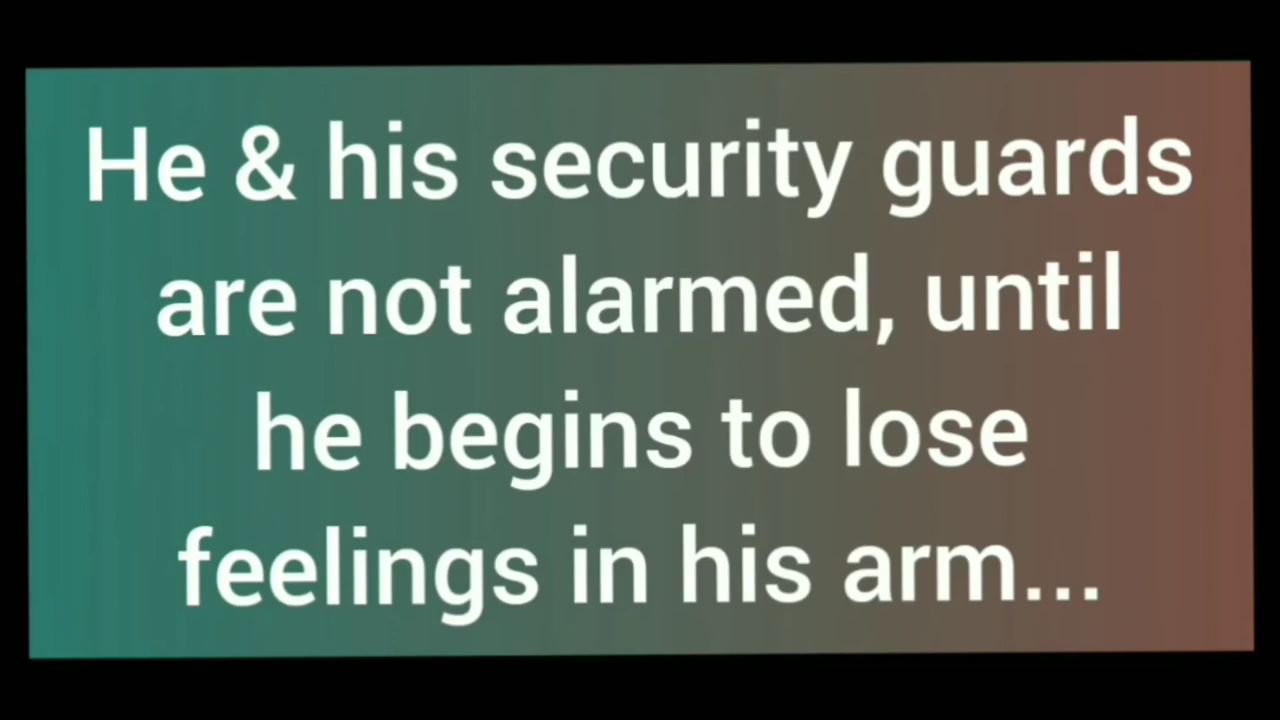 He & his security guards
are not alarmed, until
he begins to lose
feelings in his arm...